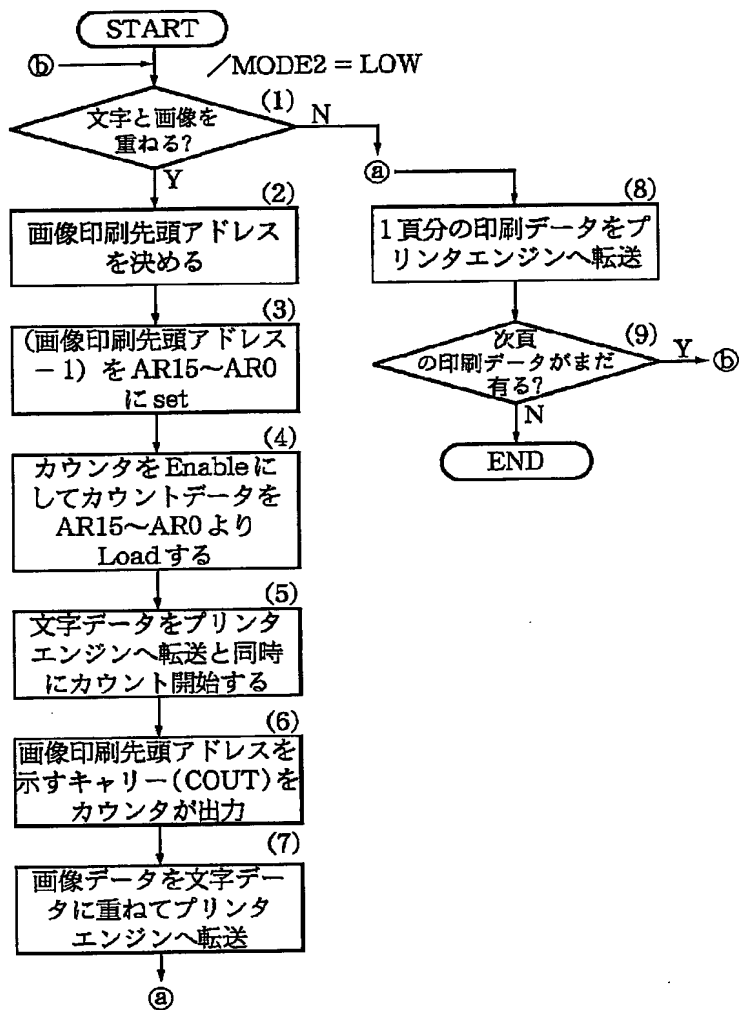 START
ⓑ
/MODE2 = LOW
(1)
文字と画像を
重ねる?
N
Y
ⓐ
(2)
画像印刷先頭アドレス
を決める
(3)
(画像印刷先頭アドレス
－1) をAR15～AR0
にset
(4)
カウンタをEnableに
してカウントデータを
AR15～AR0より
Loadする
(5)
文字データをプリンタ
エンジンへ転送と同時
にカウント開始する
(6)
画像印刷先頭アドレスを
示すキャリー(COUT)を
カウンタが出力
(7)
画像データを文字デー
タに重ねてプリンタ
エンジンへ転送
ⓐ
(8)
1頁分の印刷データをプ
リンタエンジンへ転送
(9)
次頁
の印刷データがまだ
有る?
Y
ⓑ
N
END